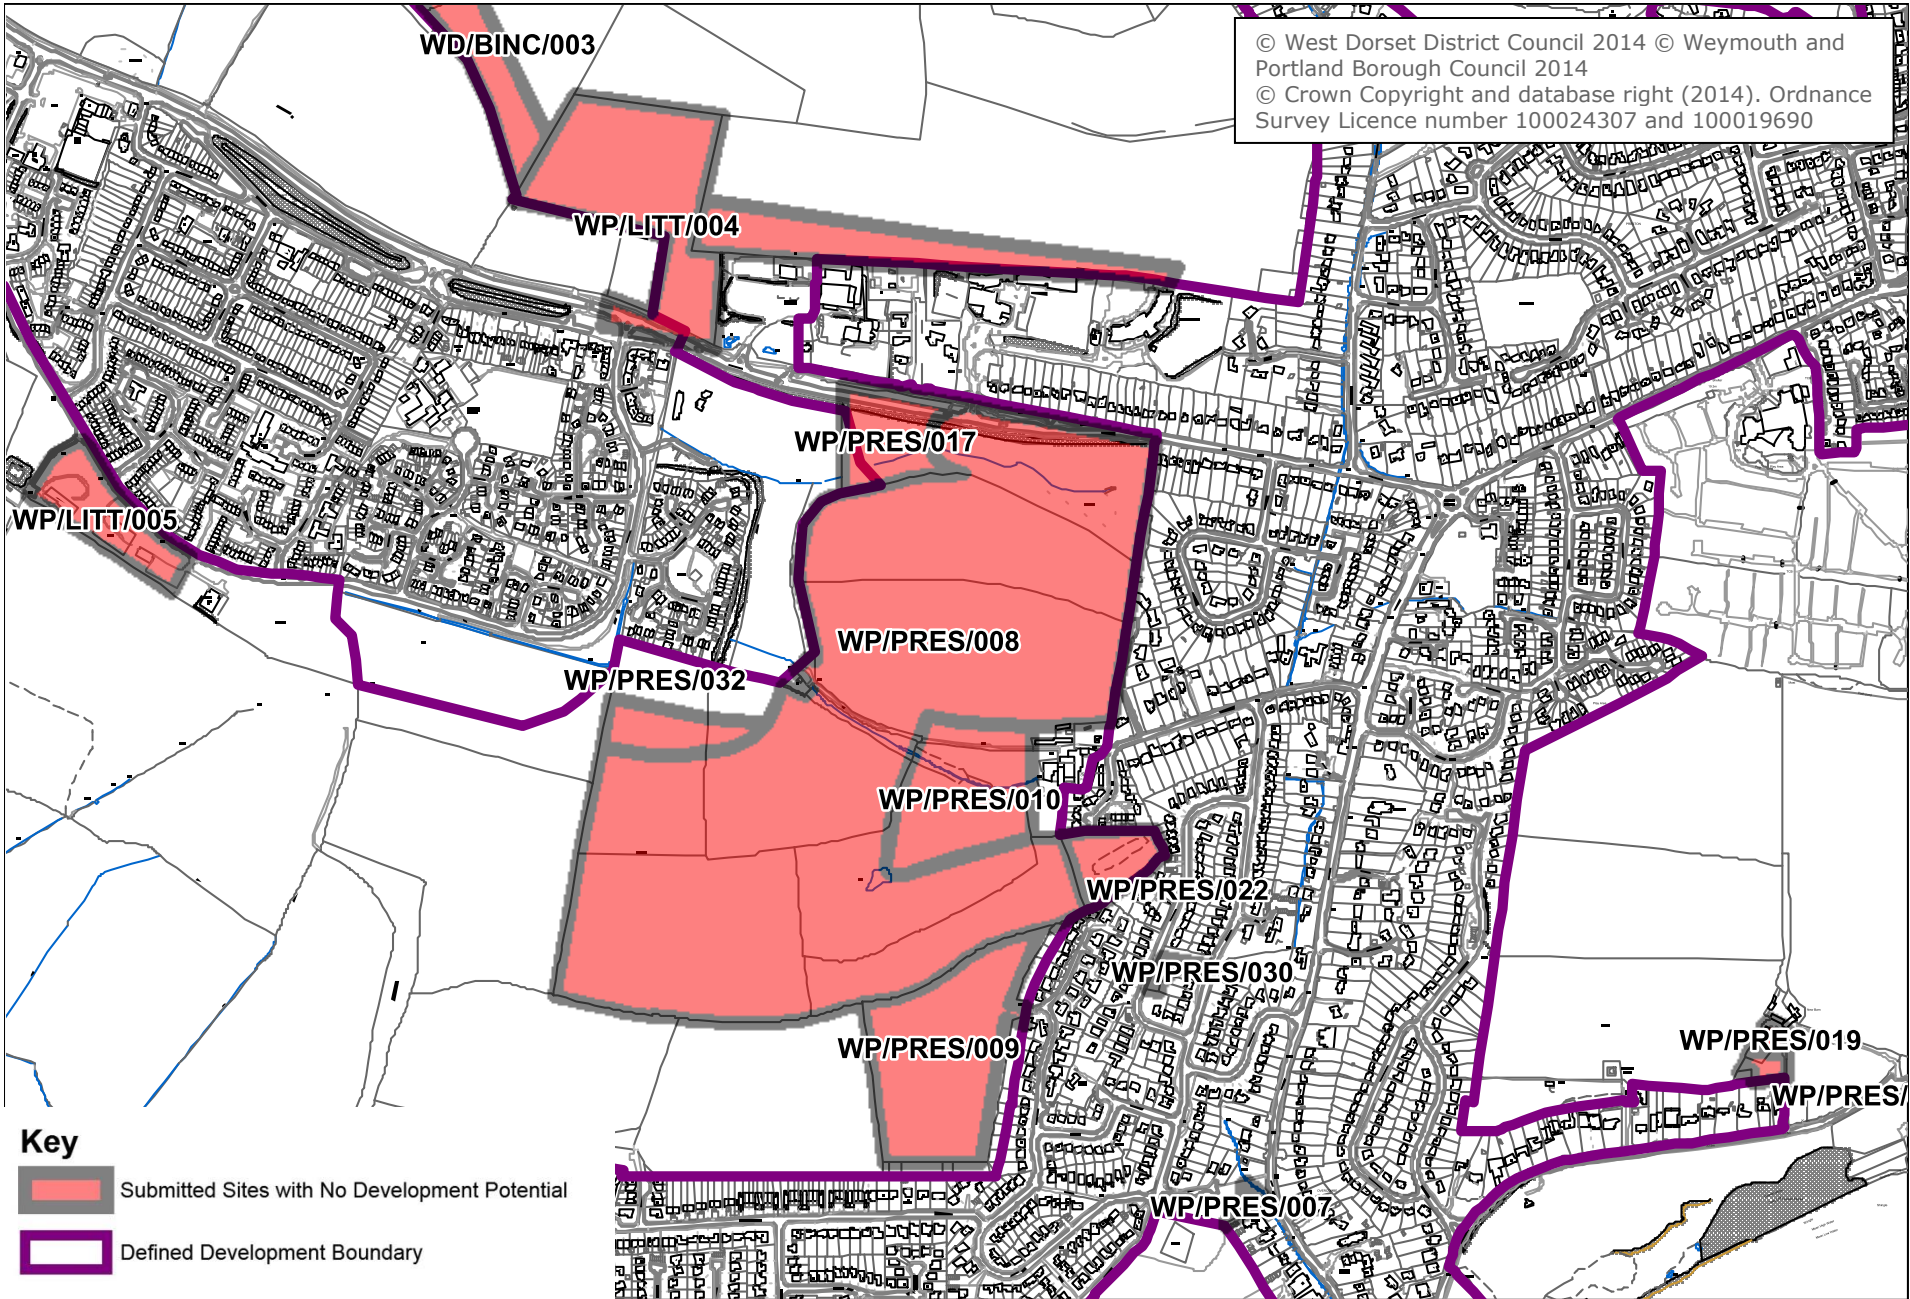 WD/BINC/003
© West Dorset District Council 2014 © Weymouth and
Portland Borough Council 2014
© Crown Copyright and database right (2014). Ordnance
Survey Licence number 100024307 and 100019690
WP/LITT/004
WP/PRES/017
WP/LITT/005
WP/PRES/008
WP/PRES/032
WP/PRES/010
WP/PRES/022
WP/PRES/030
WP/PRES/009
WP/PRES/019
WP/PRES/
WP/PRES/007
Key
Submitted Sites with No Development Potential
Defined Development Boundary